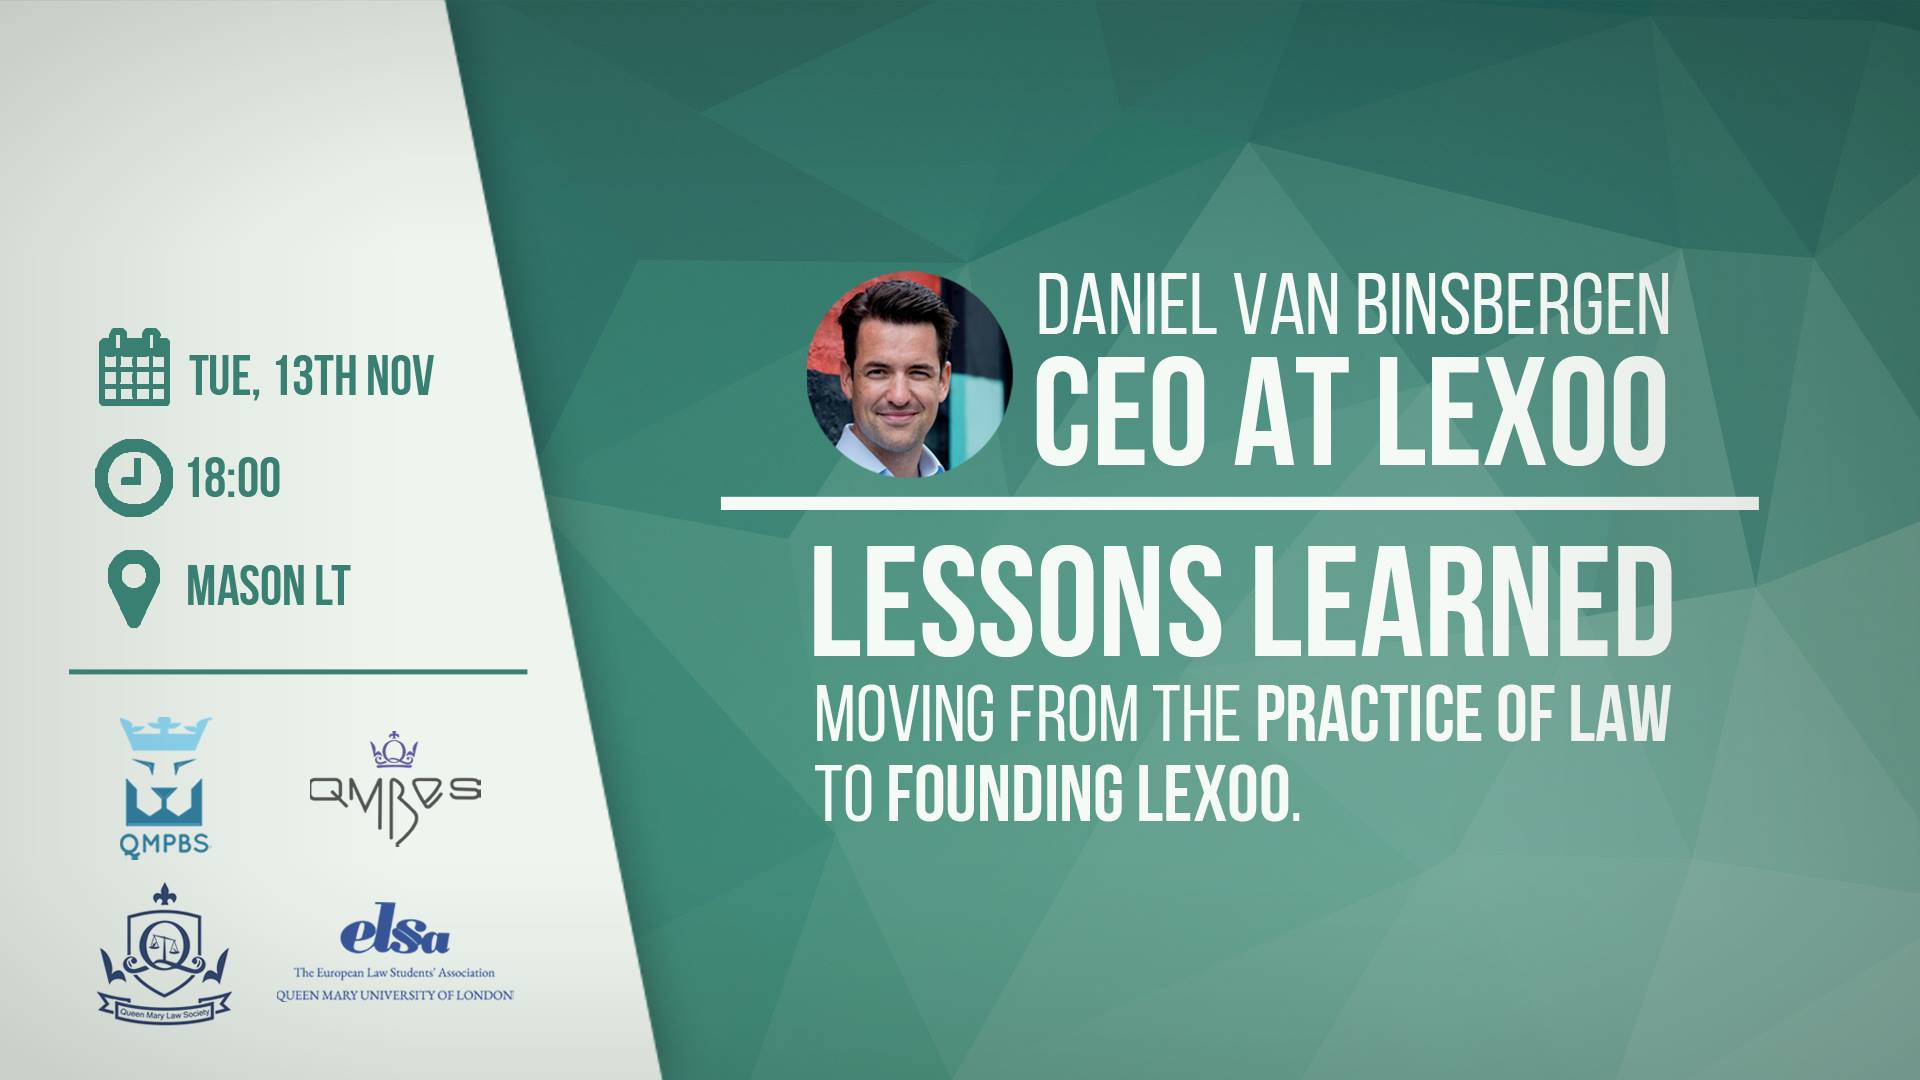 TUE, 13TH NOV
18:00
MASON LT
QMPBS
QMBDS
Queen Mary Law Society
elsa
The European Law Students' Association
QUEEN MARY UNIVERSITY OF LONDON
DANIEL VAN BINSBERGEN
CEO AT LEXOO
LESSONS LEARNED
MOVING FROM THE PRACTICE OF LAW
TO FOUNDING LEXOO.